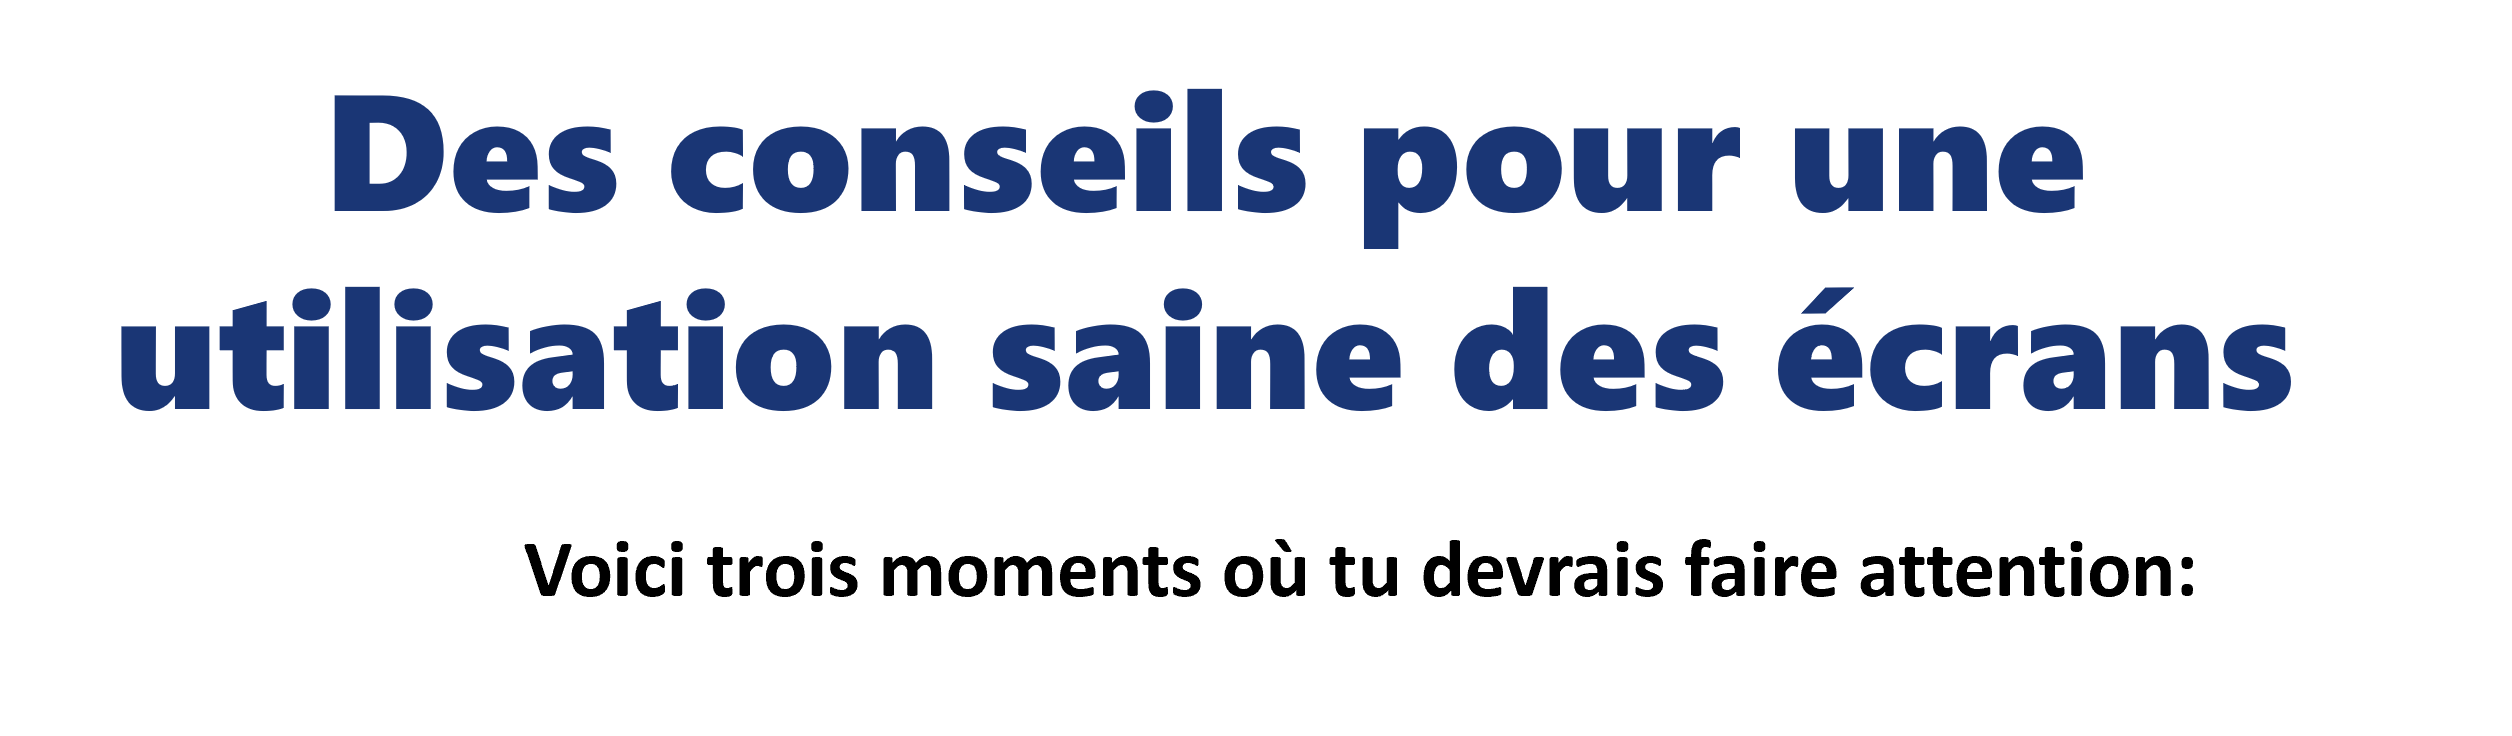 Des conseils pour une
utilisation saine des écrans
Voici trois moments où tu devrais faire attention: